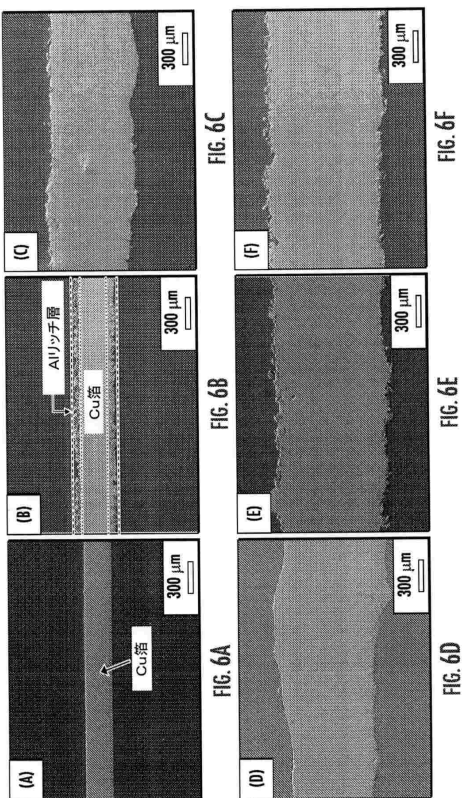 (A)
Cu箔
300 μm
FIG. 6A
(B)
Alリッチ層
Cu箔
300 μm
FIG. 6B
(C)
300 μm
FIG. 6C
(D)
300 μm
FIG. 6D
(E)
300 μm
FIG. 6E
(F)
300 μm
FIG. 6F